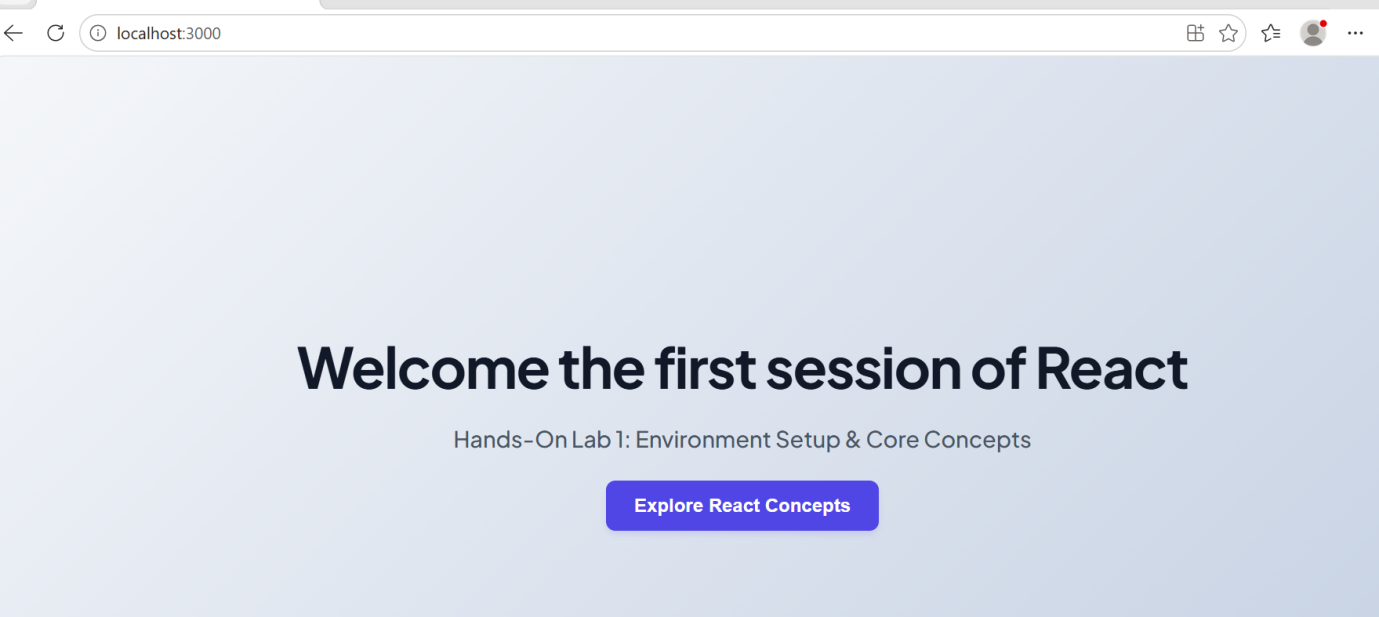 localhost:3000
Welcome the first session of React
Hands-On Lab 1: Environment Setup & Core Concepts
Explore React Concepts